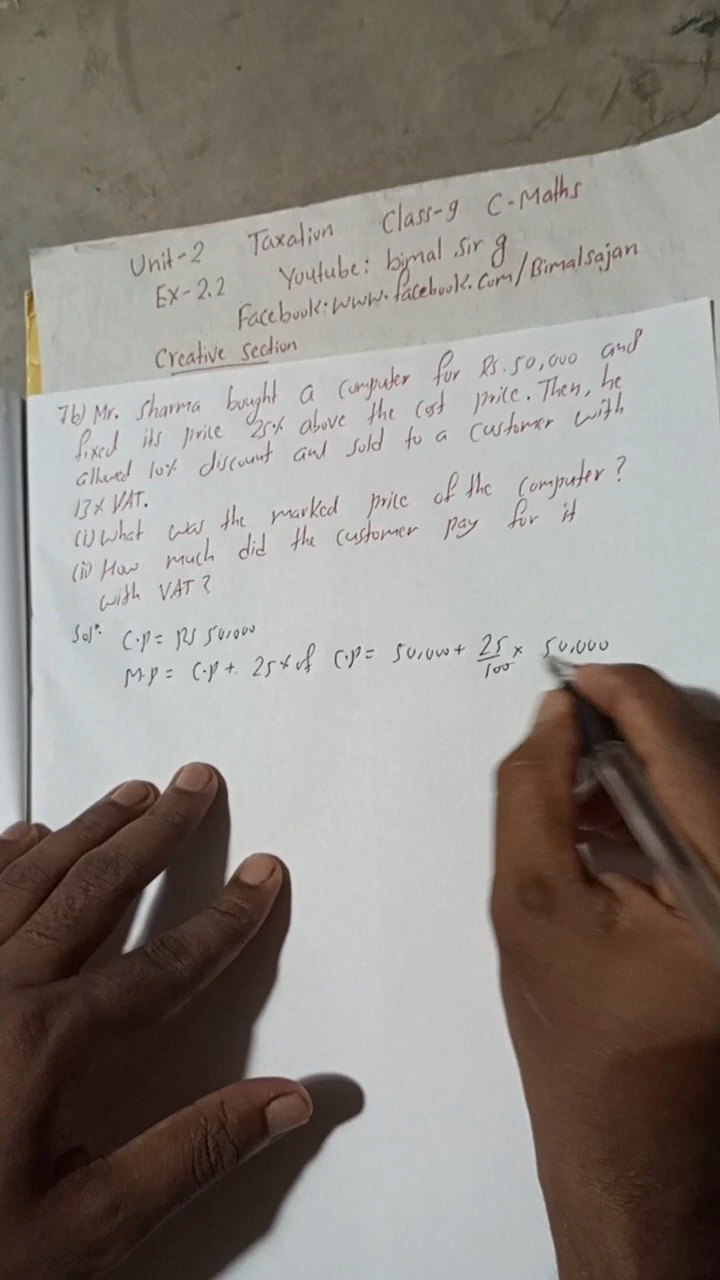 Unit-2 Taxation Class-9 C-Maths
Ex-2.2 Youtube: bimal sir g
Facebook: www.facebook.com/Bimalsajan
Creative section
7b) Mr. Sharma bought a computer for Rs. 50,000 and
fixed its price 25% above the cost price. Then, he
allowed 10% discount and sold to a customer with
13% VAT.
(i) What was the marked price of the computer?
(ii) How much did the customer pay for it
with VAT?
Solⁿ: C.P = RS 50,000
M.P = C.P + 25% of C.P = 50,000 + 25/100 × 50,000